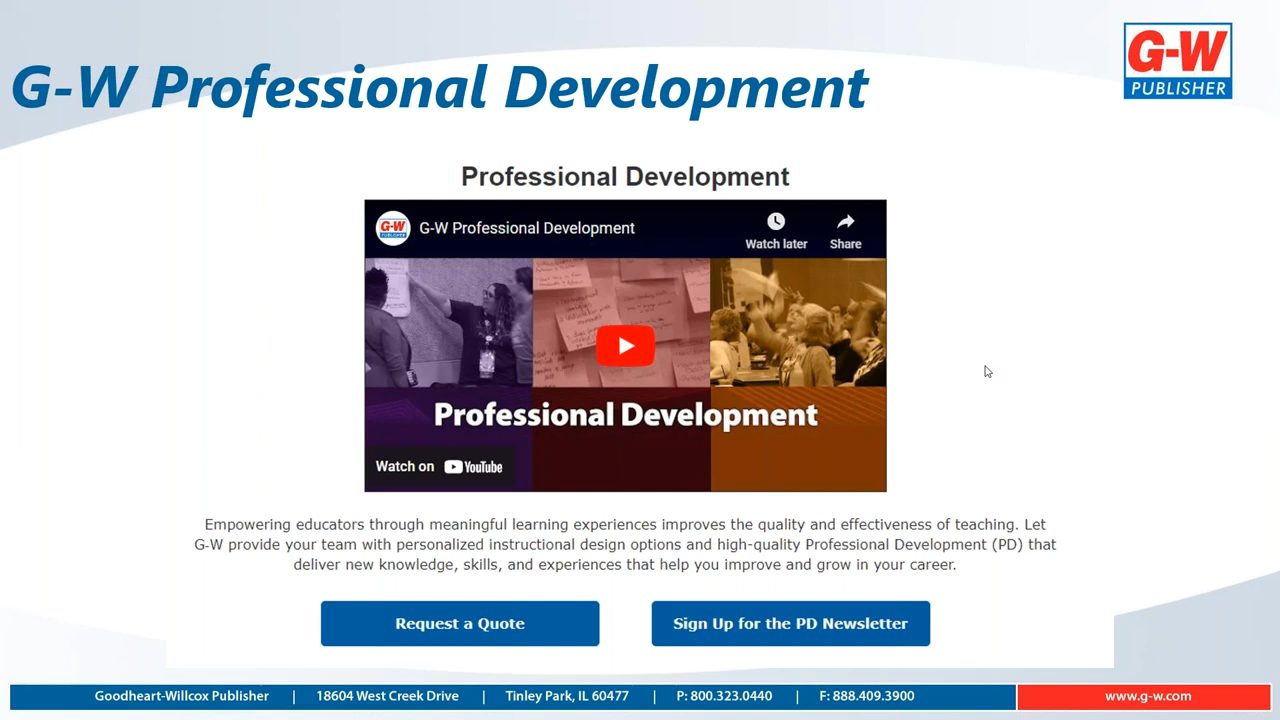 G-W Professional Development
G-W
PUBLISHER
Professional Development
G-W
PUBLISHER
G-W Professional Development
Watch later
Share
Professional Development
Watch on YouTube
Empowering educators through meaningful learning experiences improves the quality and effectiveness of teaching. Let
G-W provide your team with personalized instructional design options and high-quality Professional Development (PD) that
deliver new knowledge, skills, and experiences that help you improve and grow in your career.
Request a Quote
Sign Up for the PD Newsletter
Goodheart-Willcox Publisher | 18604 West Creek Drive | Tinley Park, IL 60477 | P: 800.323.0440 | F: 888.409.3900
www.g-w.com